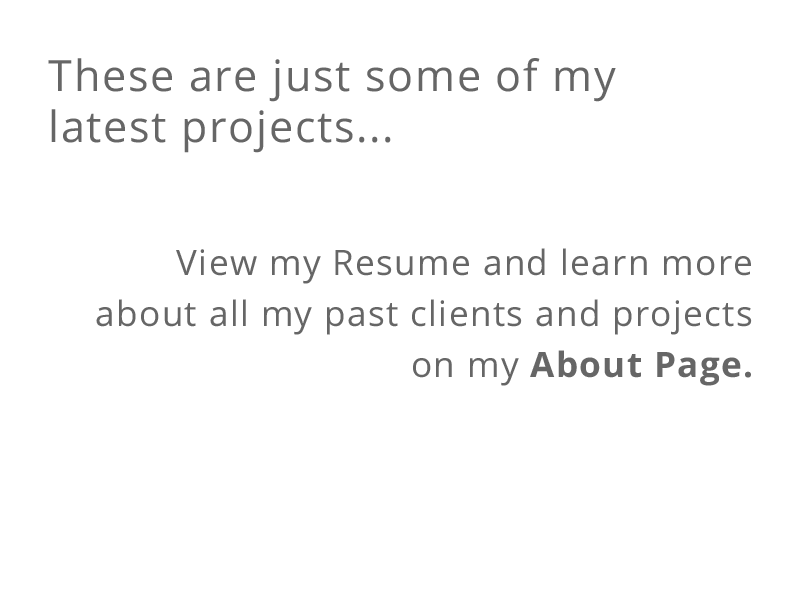 These are just some of my
latest projects...
View my Resume and learn more
about all my past clients and projects
on my About Page.